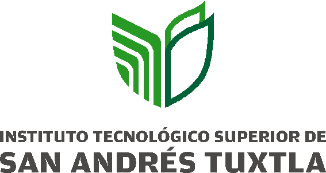 INSTITUTO TECNOLÓGICO SUPERIOR DE
SAN ANDRÉS TUXTLA